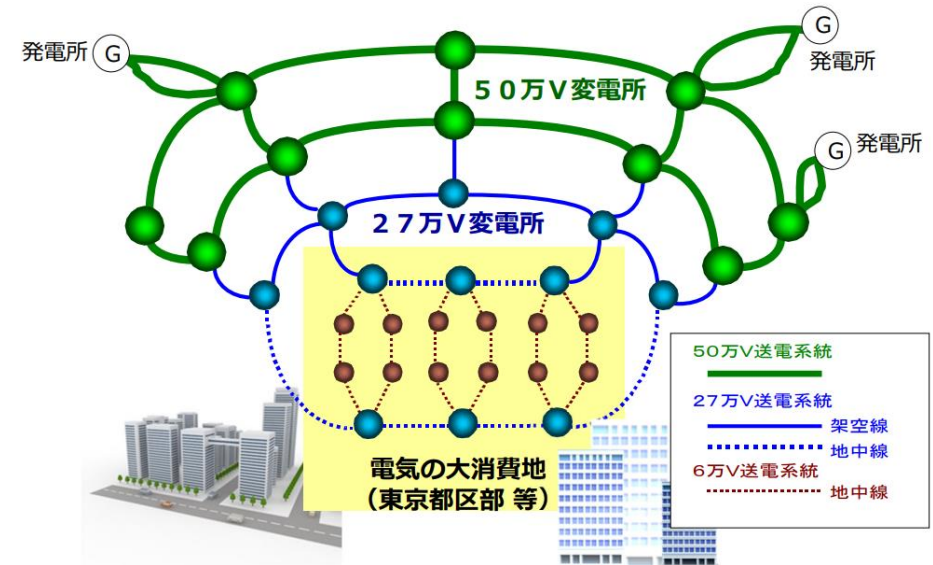 発電所 G
G
発電所
50万V変電所
G 発電所
27万V変電所
50万V送電系統
27万V送電系統
架空線
地中線
6万V送電系統
地中線
電気の大消費地
(東京都区部 等)